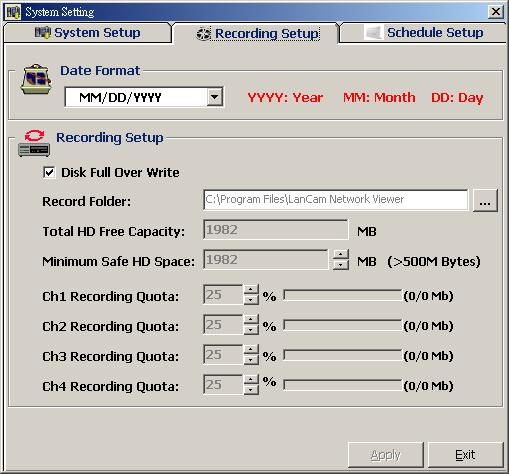 System Setting
System Setup Recording Setup Schedule Setup
Date Format
MM/DD/YYYY YYYY: Year MM: Month DD: Day
Recording Setup
Disk Full Over Write
Record Folder: C:\Program Files\LanCam Network Viewer ...
Total HD Free Capacity: 1982 MB
Minimum Safe HD Space: 1982 MB (>500M Bytes)
Ch1 Recording Quota: 25 % (0/0 Mb)
Ch2 Recording Quota: 25 % (0/0 Mb)
Ch3 Recording Quota: 25 % (0/0 Mb)
Ch4 Recording Quota: 25 % (0/0 Mb)
Apply Exit